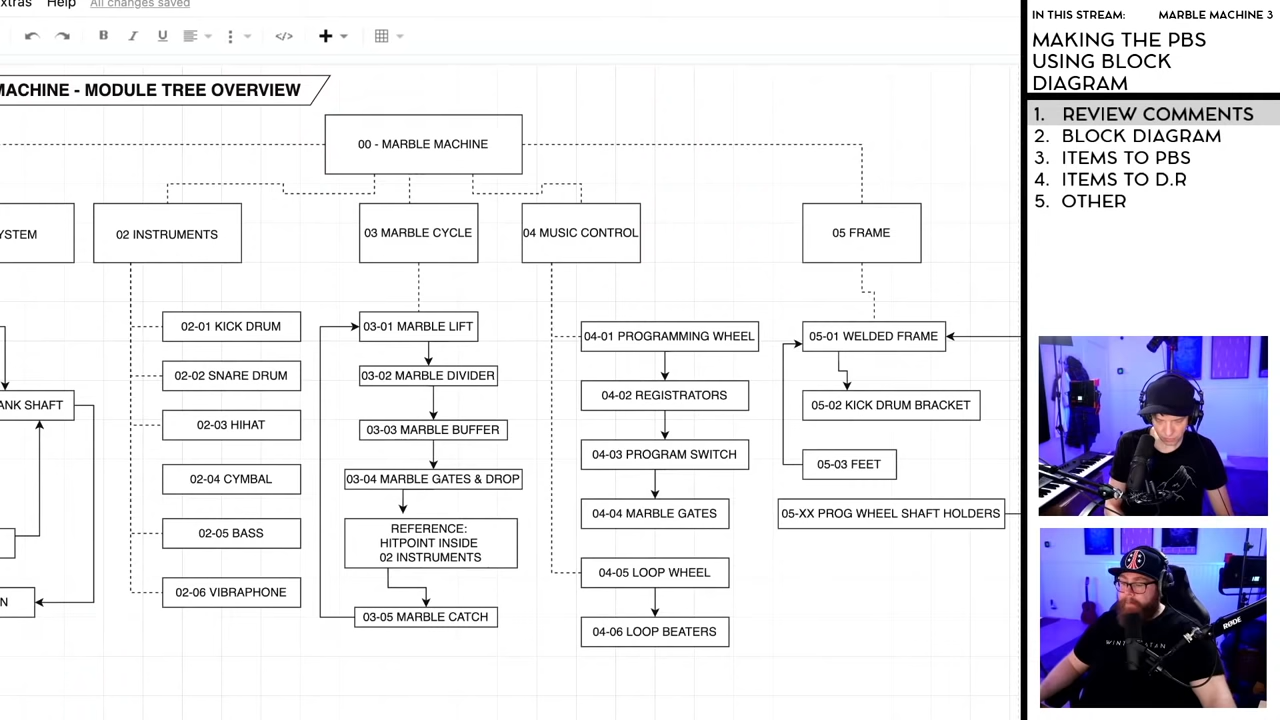 xtras Help All changes saved
B I U </>
IN THIS STREAM: MARBLE MACHINE 3
MAKING THE PBS
USING BLOCK
DIAGRAM
1. REVIEW COMMENTS
2. BLOCK DIAGRAM
3. ITEMS TO PBS
4. ITEMS TO D.R
5. OTHER
MACHINE - MODULE TREE OVERVIEW
00 - MARBLE MACHINE
YSTEM
02 INSTRUMENTS
03 MARBLE CYCLE
04 MUSIC CONTROL
05 FRAME
ANK SHAFT
N
02-01 KICK DRUM
02-02 SNARE DRUM
02-03 HIHAT
02-04 CYMBAL
02-05 BASS
02-06 VIBRAPHONE
03-01 MARBLE LIFT
03-02 MARBLE DIVIDER
03-03 MARBLE BUFFER
03-04 MARBLE GATES & DROP
REFERENCE:
HITPOINT INSIDE
02 INSTRUMENTS
03-05 MARBLE CATCH
04-01 PROGRAMMING WHEEL
04-02 REGISTRATORS
04-03 PROGRAM SWITCH
04-04 MARBLE GATES
04-05 LOOP WHEEL
04-06 LOOP BEATERS
05-01 WELDED FRAME
05-02 KICK DRUM BRACKET
05-03 FEET
05-XX PROG WHEEL SHAFT HOLDERS
RØDE